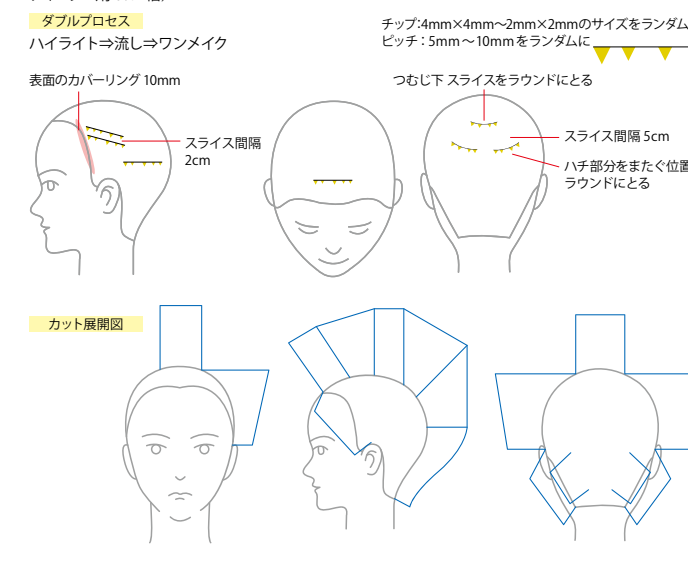 ダブルプロセス
ハイライト⇒流し⇒ワンメイク
チップ:4mm×4mm〜2mm×2mmのサイズをランダム
ピッチ：5mm〜10mmをランダムに
表面のカバーリング 10mm
スライス間隔
2cm
つむじ下 スライスをラウンドにとる
スライス間隔 5cm
ハチ部分をまたぐ位置
ラウンドにとる
カット展開図